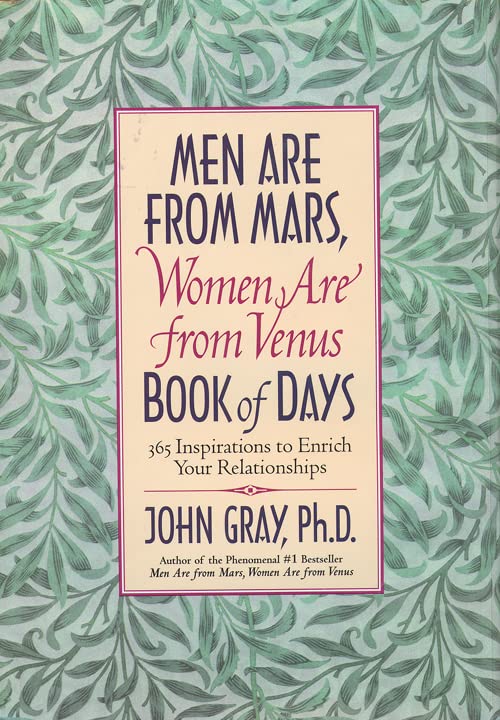 MEN ARE
FROM MARS,
Women Are
from Venus
BOOK of DAYS
365 Inspirations to Enrich
Your Relationships
JOHN GRAY, Ph.D.
Author of the Phenomenal #1 Bestseller
Men Are from Mars, Women Are from Venus